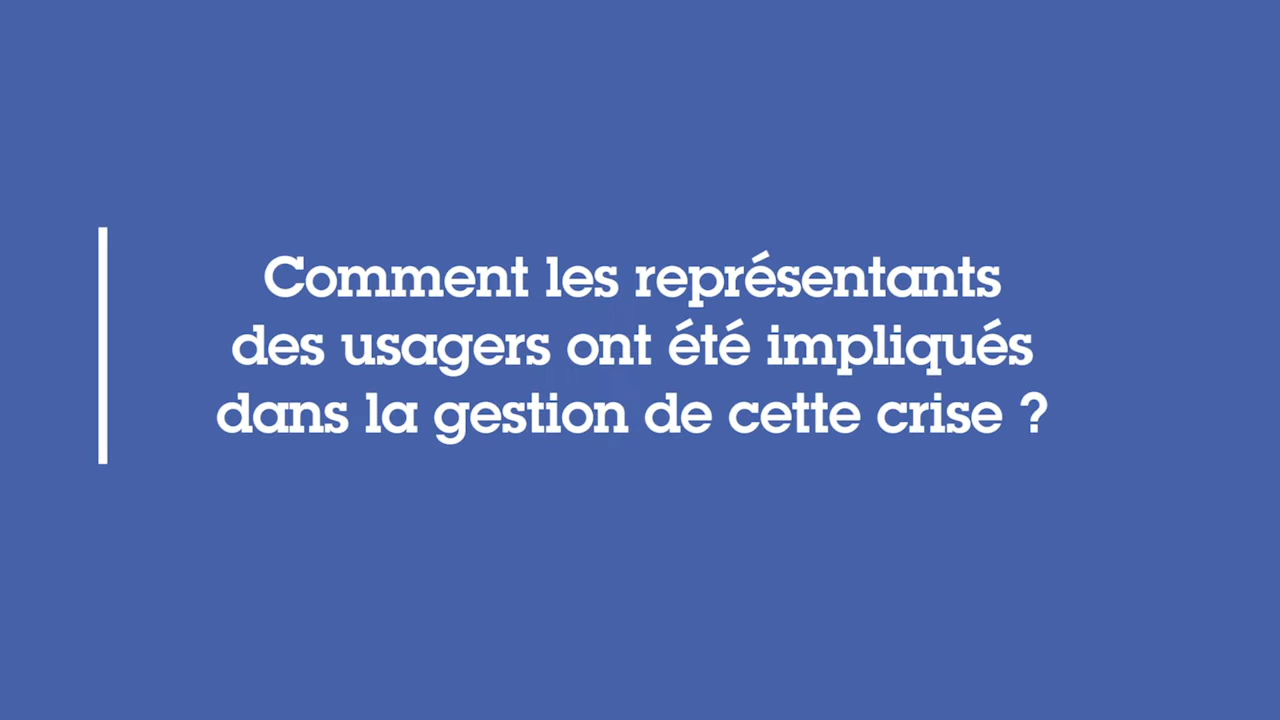 Comment les représentants
des usagers ont été impliqués
dans la gestion de cette crise ?